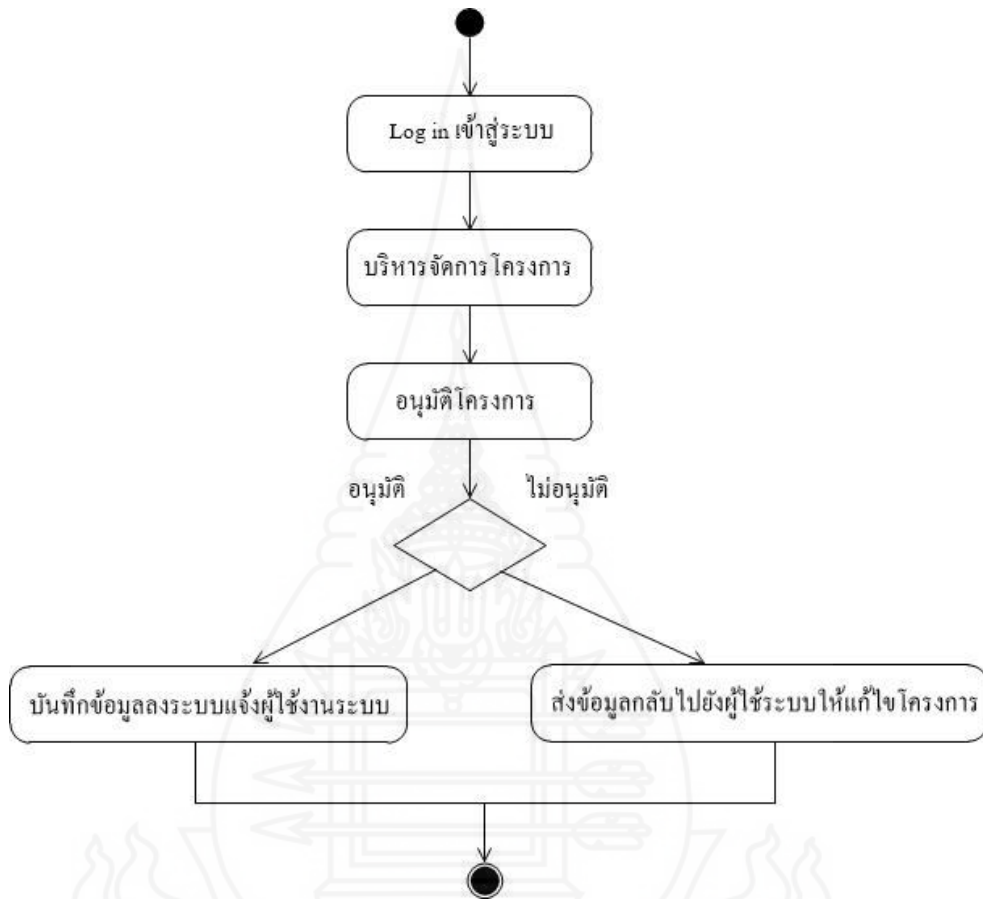 Log in เข้าสู่ระบบ
บริหารจัดการโครงการ
อนุมัติโครงการ
อนุมัติ
ไม่อนุมัติ
บันทึกข้อมูลลงระบบแจ้งผู้ใช้งานระบบ
ส่งข้อมูลกลับไปยังผู้ใช้ระบบให้แก้ไขโครงการ